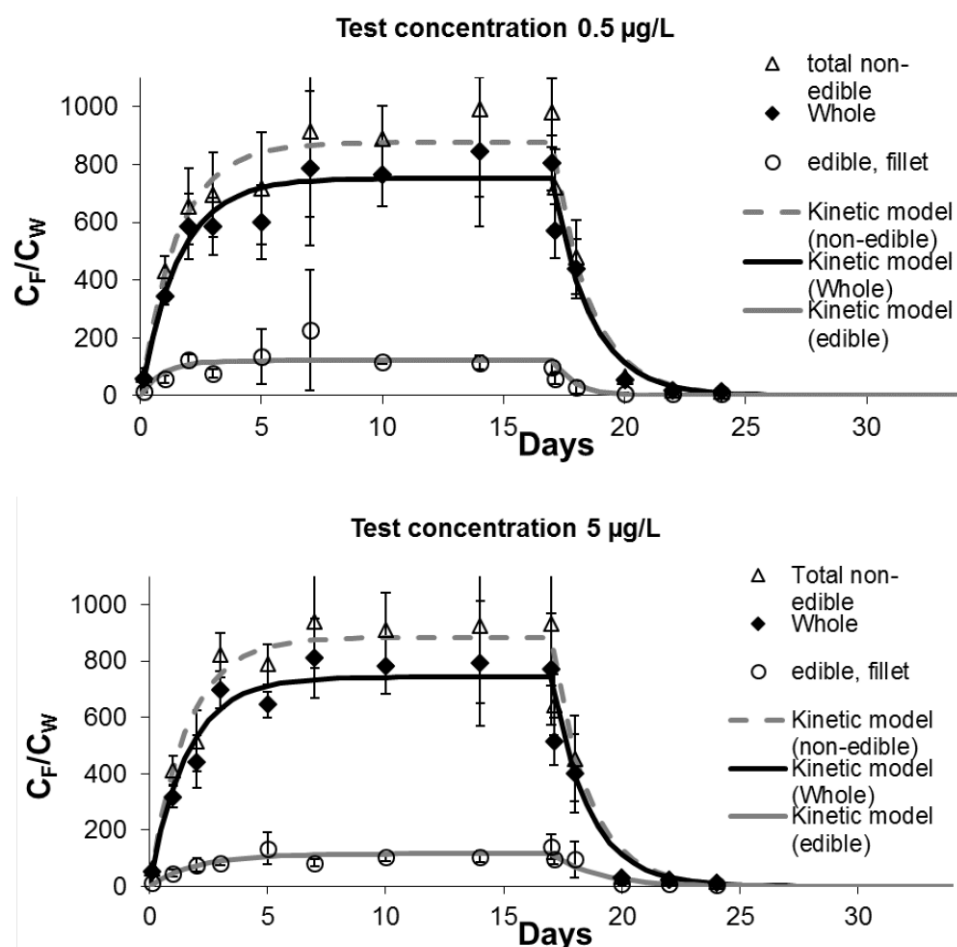 Test concentration 0.5 µg/L
total non-
edible
Whole
edible, fillet
Kinetic model
(non-edible)
Kinetic model
(Whole)
Kinetic model
(edible)
C_F/C_W
1000
800
600
400
200
0
0 5 10 15 20 25 30
Days
Test concentration 5 µg/L
Total non-
edible
Whole
edible, fillet
Kinetic model
(non-edible)
Kinetic model
(Whole)
Kinetic model
(edible)
C_F/C_W
1000
800
600
400
200
0
0 5 10 15 20 25 30
Days